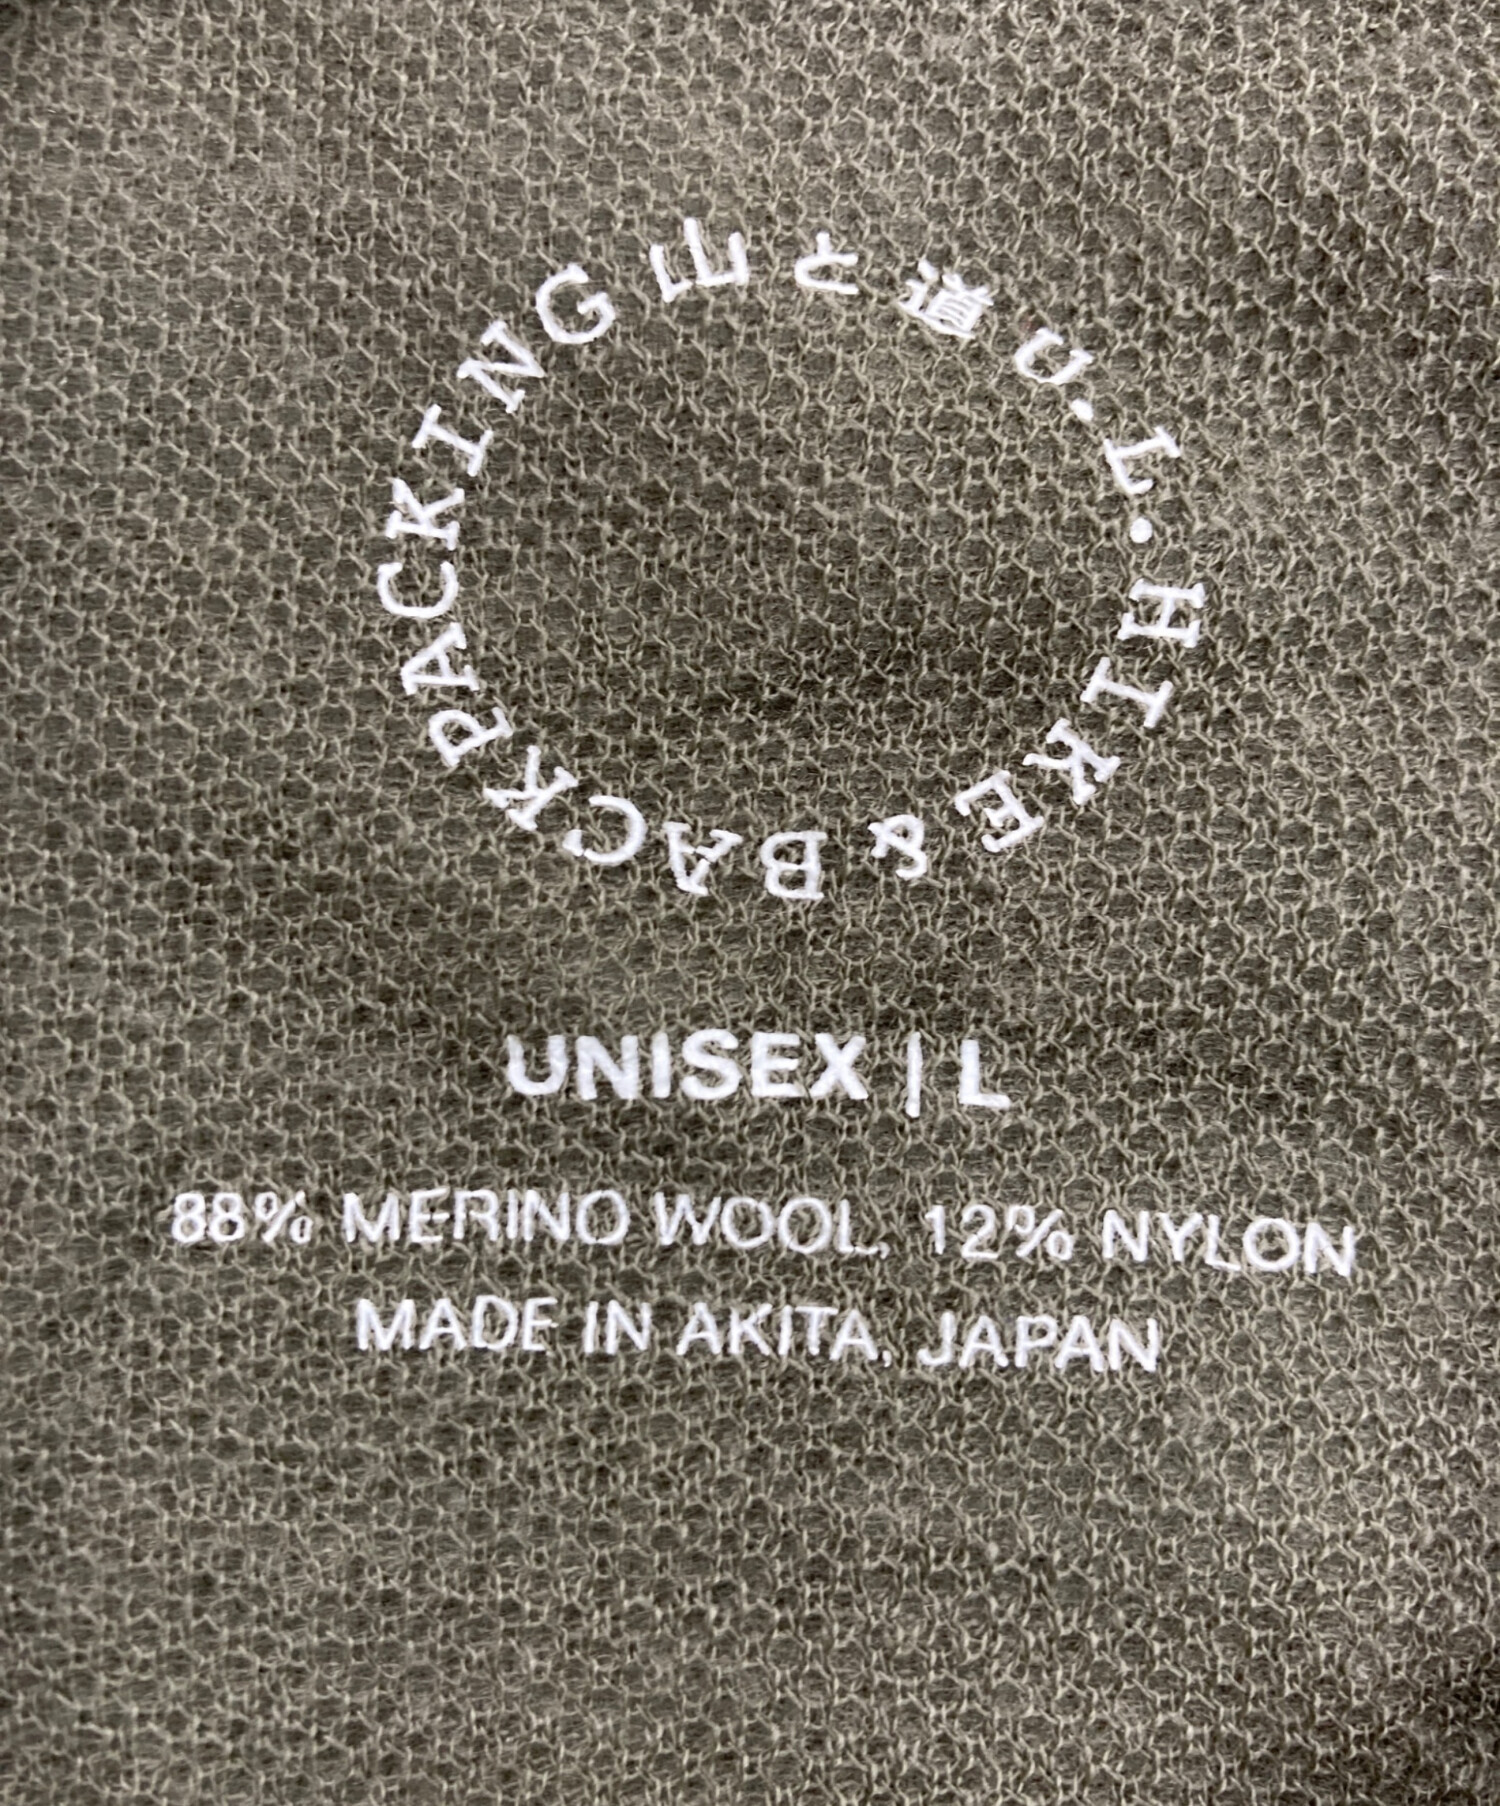 山と道 U.L. HIKE & BACKPACKING
UNISEX | L
88% MERINO WOOL, 12% NYLON
MADE IN AKITA, JAPAN